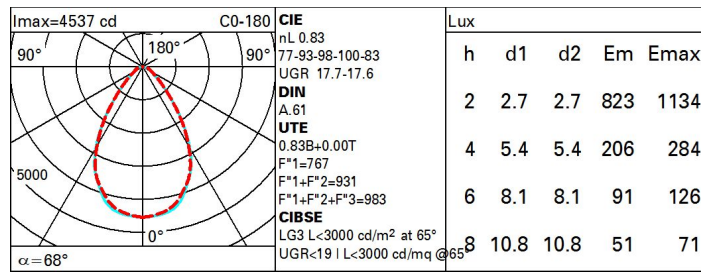 Imax=4537 cd C0-180
90° 180° 90°
5000
0°
α=68°
CIE
nL 0.83
77-93-98-100-83
UGR 17.7-17.6
DIN
A.61
UTE
0.83B+0.00T
F"1=767
F"1+F"2=931
F"1+F"2+F"3=983
CIBSE
LG3 L<3000 cd/m² at 65°
UGR<19 | L<3000 cd/mq @65°
Lux
h d1 d2 Em Emax
2 2.7 2.7 823 1134
4 5.4 5.4 206 284
6 8.1 8.1 91 126
8 10.8 10.8 51 71